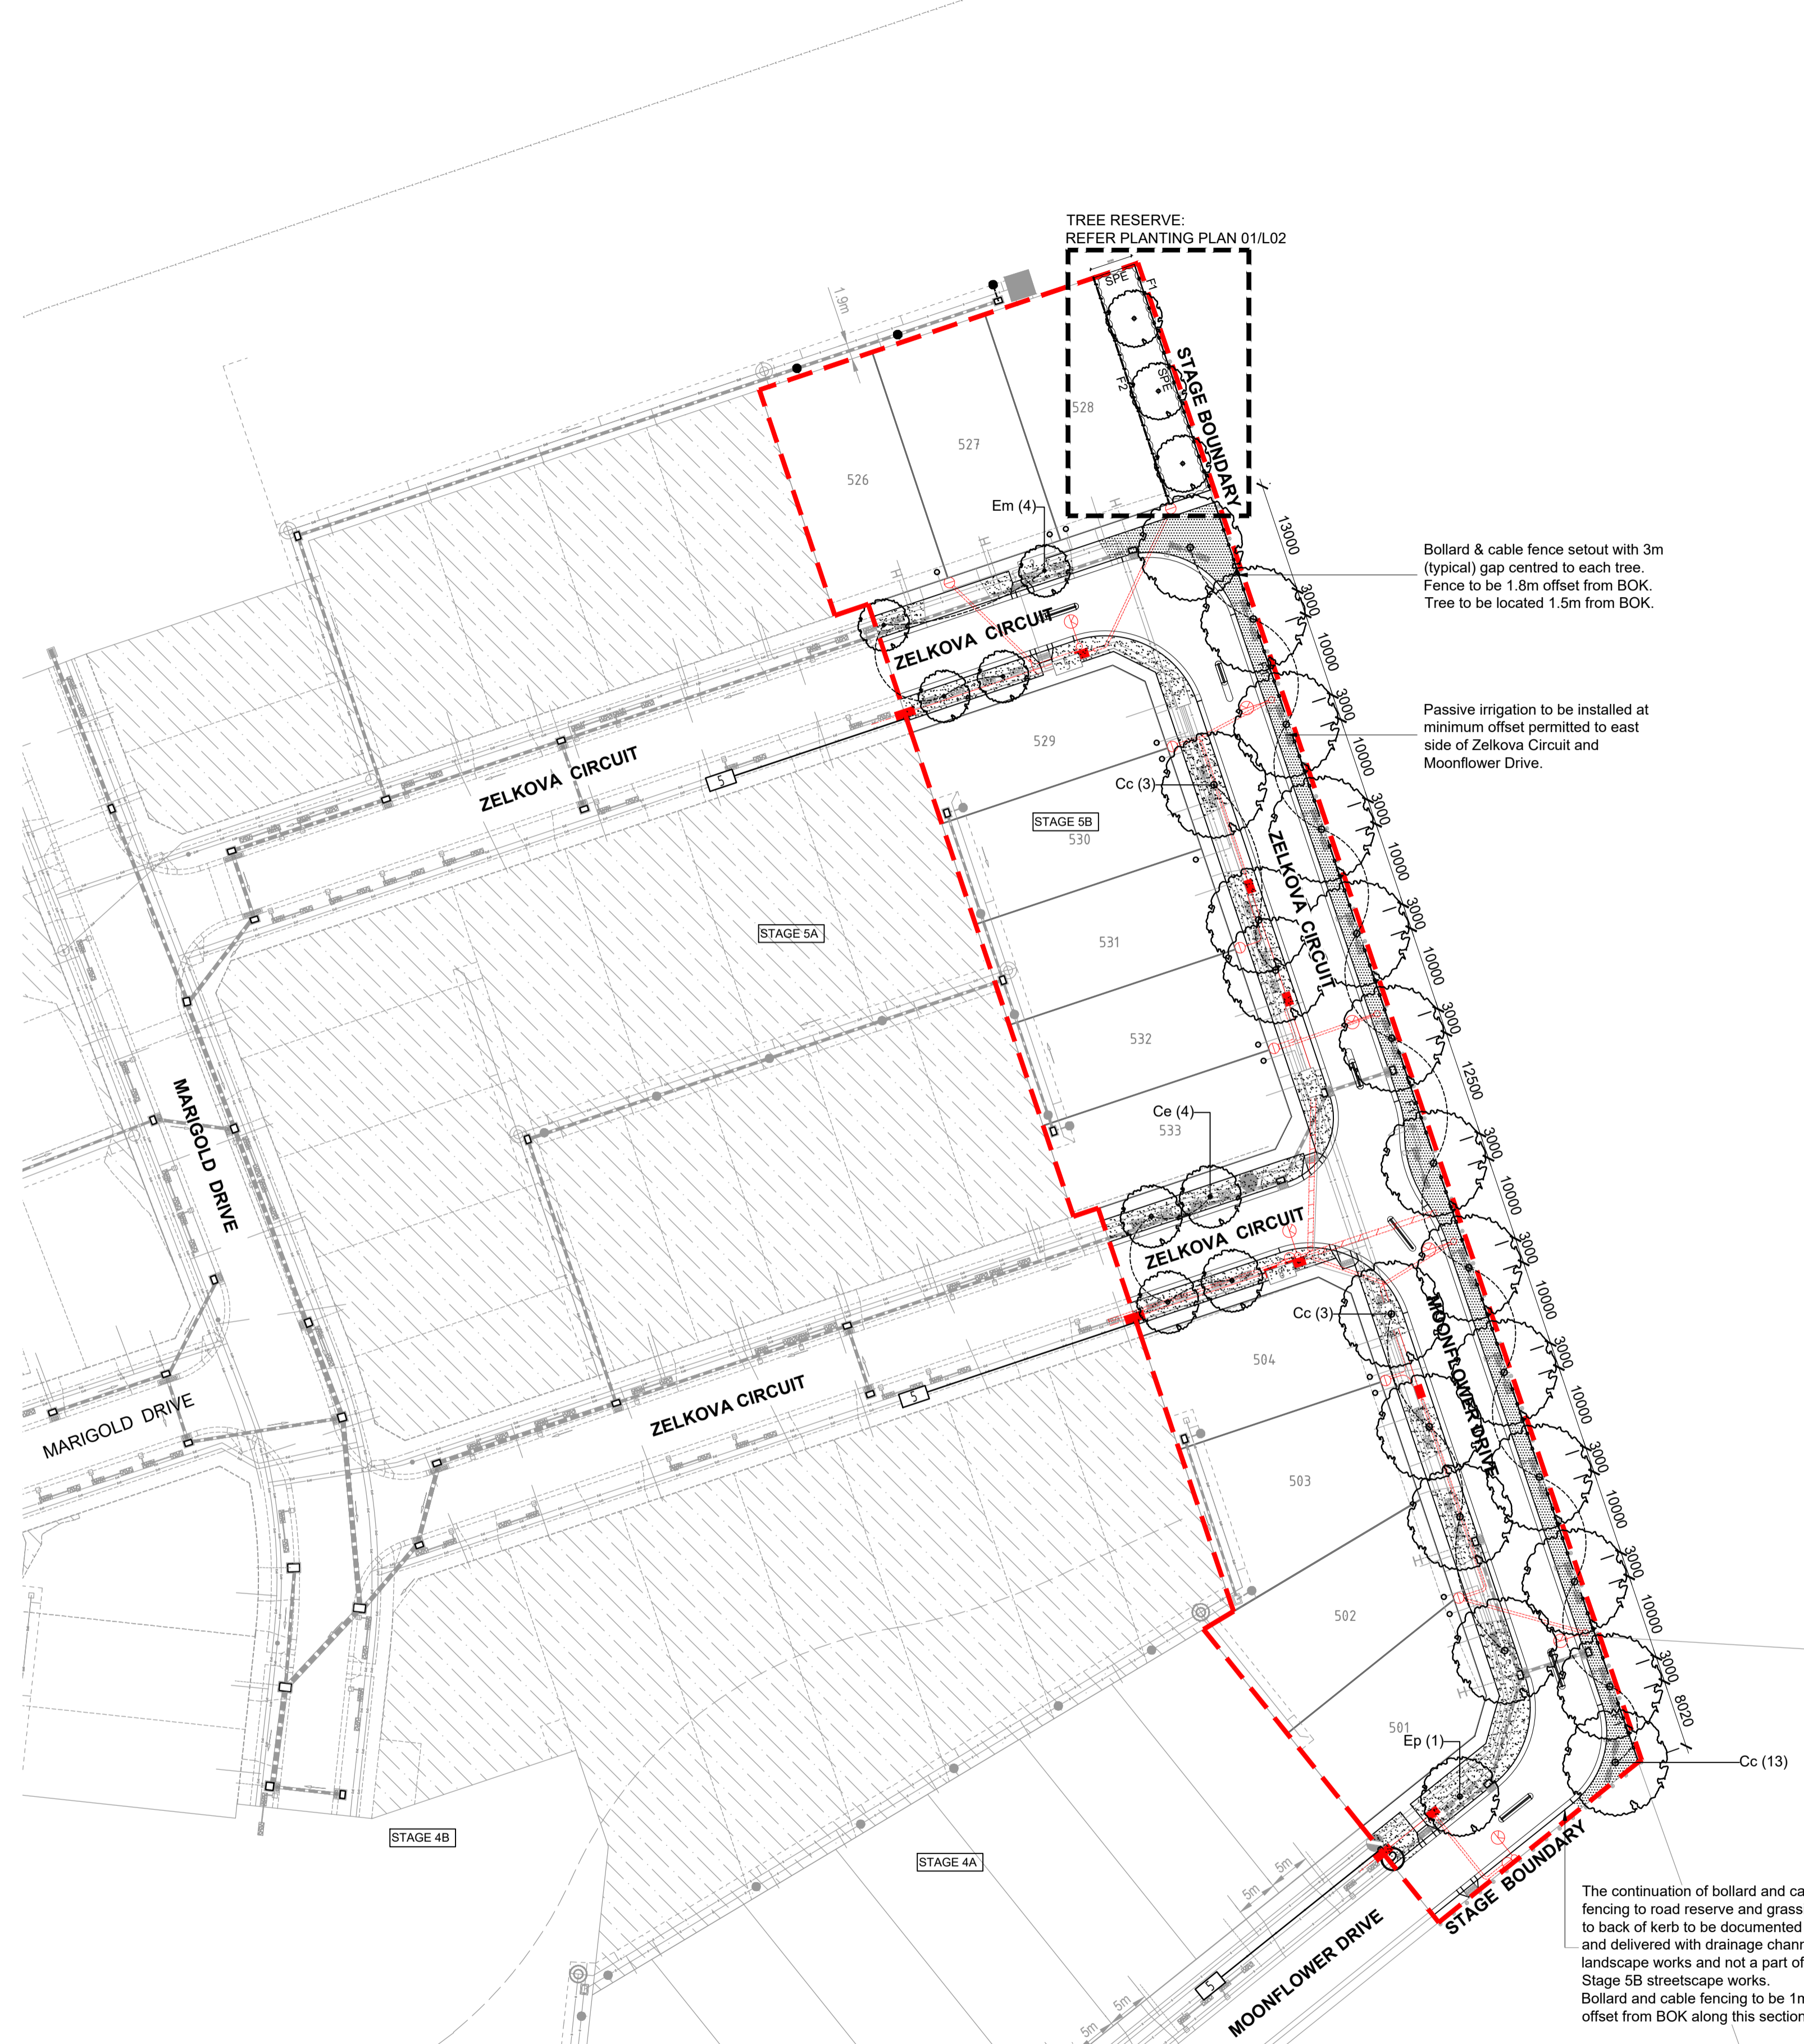 TREE RESERVE:
REFER PLANTING PLAN 01/L02
SPE
F1
1.9m
STAGE BOUNDARY
SPE
F2
528
527
526
Em (4)
13000
Bollard & cable fence setout with 3m
(typical) gap centred to each tree.
Fence to be 1.8m offset from BOK.
Tree to be located 1.5m from BOK.
3000
ZELKOVA CIRCUIT
10000
3000
Passive irrigation to be installed at
minimum offset permitted to east
side of Zelkova Circuit and
Moonflower Drive.
529
10000
ZELKOVA CIRCUIT
5
Cc (3)
3000
STAGE 5B
530
10000
ZELKOVA CIRCUIT
STAGE 5A
531
3000
10000
532
3000
12500
MARIGOLD DRIVE
Ce (4)
533
3000
10000
ZELKOVA CIRCUIT
3000
10000
Cc (3)
MOONFLOWER DRIVE
504
3000
ZELKOVA CIRCUIT
5
10000
MARIGOLD DRIVE
503
3000
10000
3000
502
10000
3000
8020
501
Ep (1)
Cc (13)
STAGE 4B
STAGE 4A
5m
5m
STAGE BOUNDARY
MOONFLOWER DRIVE
5
5m
5m
The continuation of bollard and ca
fencing to road reserve and grass
to back of kerb to be documented
and delivered with drainage chann
landscape works and not a part of
Stage 5B streetscape works.
Bollard and cable fencing to be 1m
offset from BOK along this section